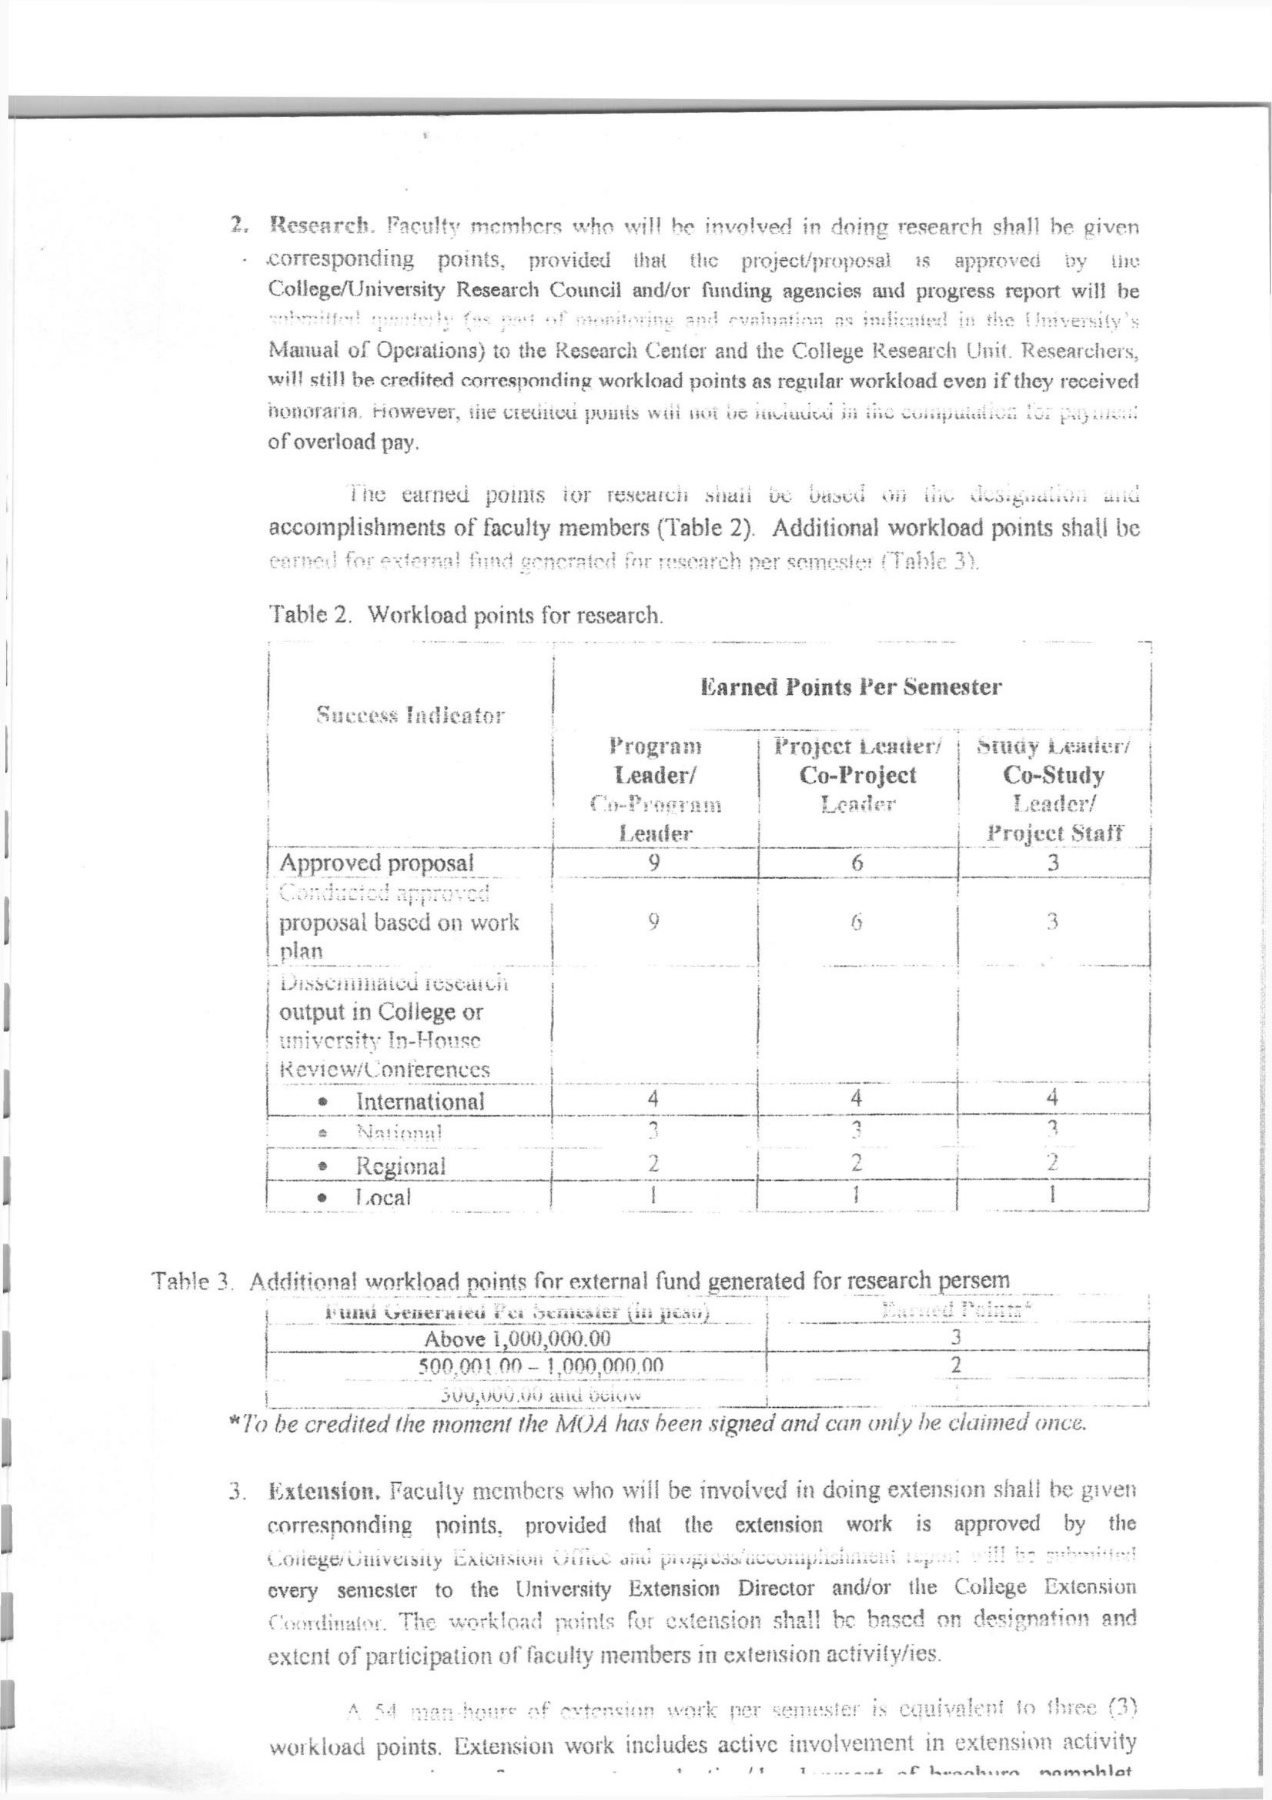 2. Research. Faculty members who will be involved in doing research shall be given
corresponding points, provided that the project/proposal is approved by the
College/University Research Council and/or funding agencies and progress report will be
submitted quarterly (as part of monitoring and evaluation as indicated in the University's
Manual of Operations) to the Research Center and the College Research Unit. Researchers,
will still be credited corresponding workload points as regular workload even if they received
honoraria. However, the credited points will not be included in the computation for payment
of overload pay.
The earned points for research shall be based on the designation and
accomplishments of faculty members (Table 2). Additional workload points shall be
earned for external fund generated for research per semester (Table 3).
Table 2. Workload points for research.
Success Indicator
Earned Points Per Semester
Program Leader/ Co-Program Leader
Project Leader/ Co-Project Leader
Study Leader/ Co-Study Leader/ Project Staff
Approved proposal 9 6 3
Conducted approved
proposal based on work 9 6 3
plan
Disseminated research
output in College or
university In-House
Review/Conferences
• International 4 4 4
• National 3 3 3
• Regional 2 2 2
• Local 1 1 1
Table 3. Additional workload points for external fund generated for research persem
Fund Generated Per Semester (in peso) Earned Points*
Above 1,000,000.00 3
500,001.00 – 1,000,000.00 2
500,000.00 and below
*To be credited the moment the MOA has been signed and can only be claimed once.
3. Extension. Faculty members who will be involved in doing extension shall be given
corresponding points, provided that the extension work is approved by the
College/University Extension Office and progress/accomplishment report will be submitted
every semester to the University Extension Director and/or the College Extension
Coordinator. The workload points for extension shall be based on designation and
extent of participation of faculty members in extension activity/ies.
A 54 man-hours of extension work per semester is equivalent to three (3)
workload points. Extension work includes active involvement in extension activity
of brochure, pamphlet,